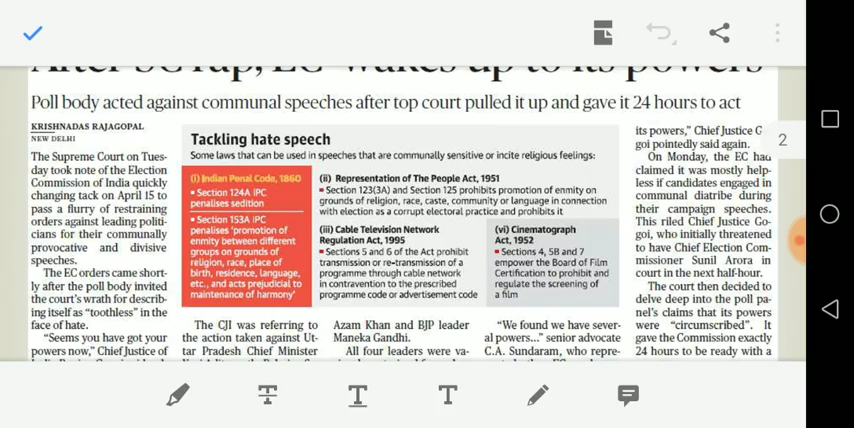 After SC rap, EC 'wakes up to its powers'
Poll body acted against communal speeches after top court pulled it up and gave it 24 hours to act
KRISHNADAS RAJAGOPAL
NEW DELHI
The Supreme Court on Tues-
day took note of the Election
Commission of India quickly
changing tack on April 15 to
pass a flurry of restraining
orders against leading politi-
cians for their communally
provocative and divisive
speeches.
The EC orders came short-
ly after the poll body invited
the court's wrath for describ-
ing itself as "toothless" in the
face of hate.
"Seems you have got your
powers now," Chief Justice of
Tackling hate speech
Some laws that can be used in speeches that are communally sensitive or incite religious feelings:
(i) Indian Penal Code, 1860
▪ Section 124A IPC
penalises sedition
▪ Section 153A IPC
penalises 'promotion of
enmity between different
groups on grounds of
religion, race, place of
birth, residence, language,
etc., and acts prejudicial to
maintenance of harmony'
(ii) Representation of The People Act, 1951
▪ Section 123(3A) and Section 125 prohibits promotion of enmity on
grounds of religion, race, caste, community or language in connection
with election as a corrupt electoral practice and prohibits it
(iii) Cable Television Network
Regulation Act, 1995
▪ Sections 5 and 6 of the Act prohibit
transmission or re-transmission of a
programme through cable network
in contravention to the prescribed
programme code or advertisement code
(vi) Cinematograph
Act, 1952
▪ Sections 4, 5B and 7
empower the Board of Film
Certification to prohibit and
regulate the screening of
a film
The CJI was referring to
the action taken against Ut-
tar Pradesh Chief Minister
Azam Khan and BJP leader
Maneka Gandhi.
All four leaders were va-
"We found we have sever-
al powers..." senior advocate
C.A. Sundaram, who repre-
its powers," Chief Justice G
goi pointedly said again.
On Monday, the EC had
claimed it was mostly help-
less if candidates engaged in
communal diatribe during
their campaign speeches.
This riled Chief Justice Go-
goi, who initially threatened
to have Chief Election Com-
missioner Sunil Arora in
court in the next half-hour.
The court then decided to
delve deep into the poll pa-
nel's claims that its powers
were "circumscribed". It
gave the Commission exactly
24 hours to be ready with a
2